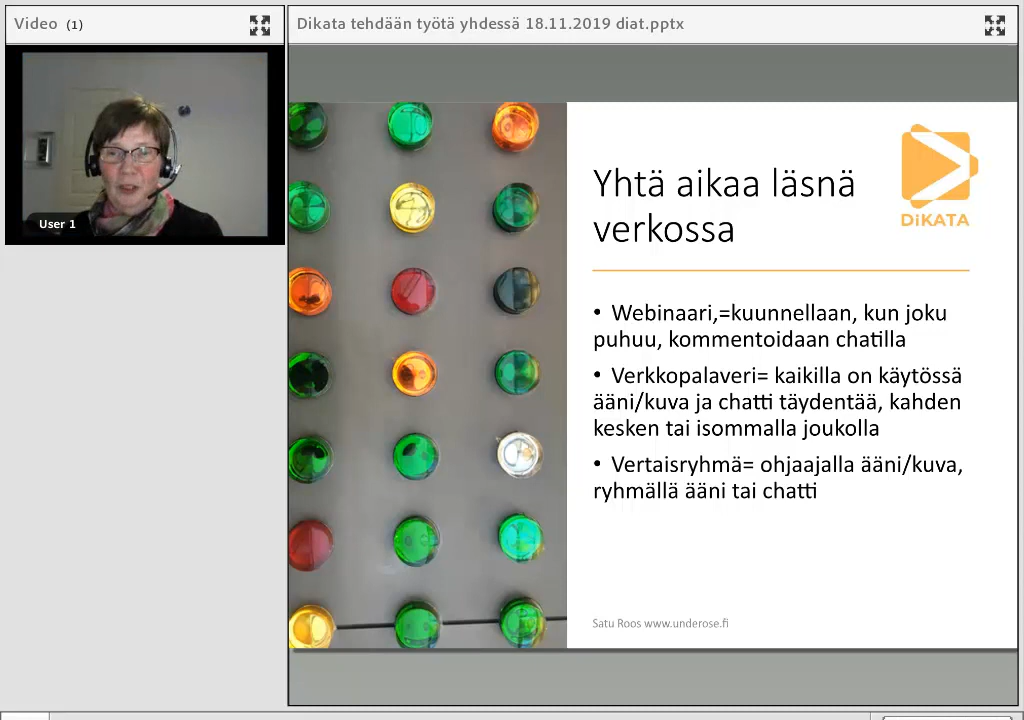 Video (1)
Dikata tehdään työtä yhdessä 18.11.2019 diat.pptx
User 1
Yhtä aikaa läsnä
verkossa
DiKATA
• Webinaari,=kuunnellaan, kun joku
puhuu, kommentoidaan chatilla
• Verkkopalaveri= kaikilla on käytössä
ääni/kuva ja chatti täydentää, kahden
kesken tai isommalla joukolla
• Vertaisryhmä= ohjaajalla ääni/kuva,
ryhmällä ääni tai chatti
Satu Roos www.underose.fi